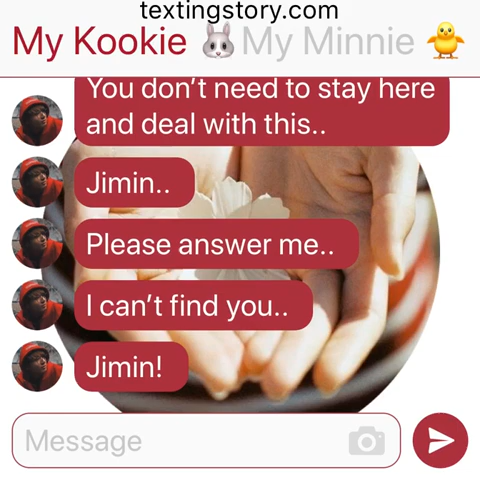 textingstory.com
My Kookie 🐰 My Minnie 🐥
You don't need to stay here
and deal with this..
Jimin..
Please answer me..
I can't find you..
Jimin!
Message